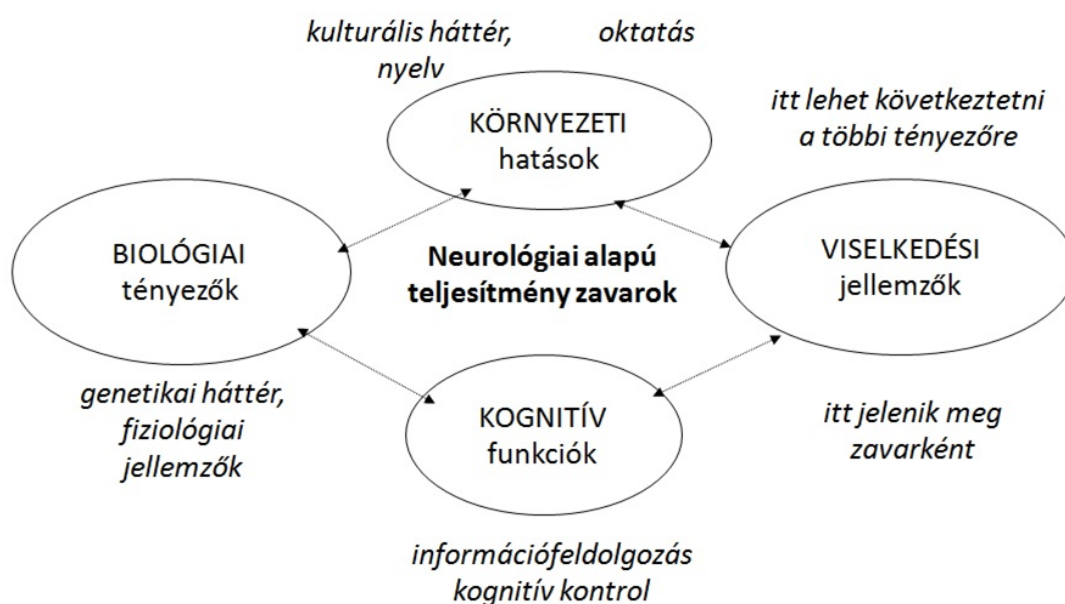 kulturális háttér, oktatás
nyelv
KÖRNYEZETI
hatások
itt lehet következtetni
a többi tényezőre
BIOLÓGIAI
tényezők
Neurológiai alapú
teljesítmény zavarok
VISELKEDÉSI
jellemzők
genetikai háttér,
fiziológiai
jellemzők
KOGNITÍV
funkciók
itt jelenik meg
zavarként
információfeldolgozás
kognitív kontrol